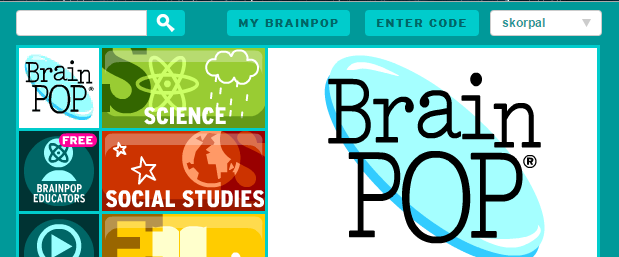 MY BRAINPOP
ENTER CODE
skorpal
Brain
POP®
S
SCIENCE
FREE
BRAINPOP
EDUCATORS
SOCIAL STUDIES
Brain
POP®